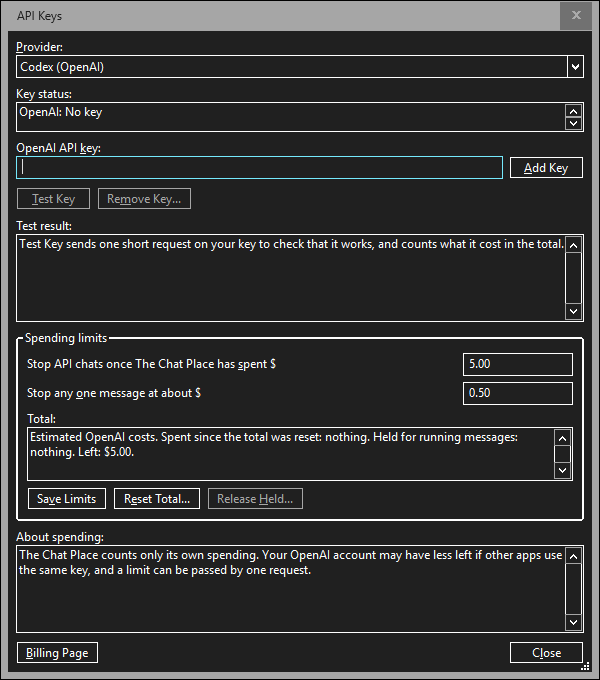 API Keys
Provider:
Codex (OpenAI)
Key status:
OpenAI: No key
OpenAI API key:
Add Key
Test Key
Remove Key...
Test result:
Test Key sends one short request on your key to check that it works, and counts what it cost in the total.
Spending limits
Stop API chats once The Chat Place has spent $
5.00
Stop any one message at about $
0.50
Total:
Estimated OpenAI costs. Spent since the total was reset: nothing. Held for running messages:
nothing. Left: $5.00.
Save Limits
Reset Total...
Release Held...
About spending:
The Chat Place counts only its own spending. Your OpenAI account may have less left if other apps use
the same key, and a limit can be passed by one request.
Billing Page
Close